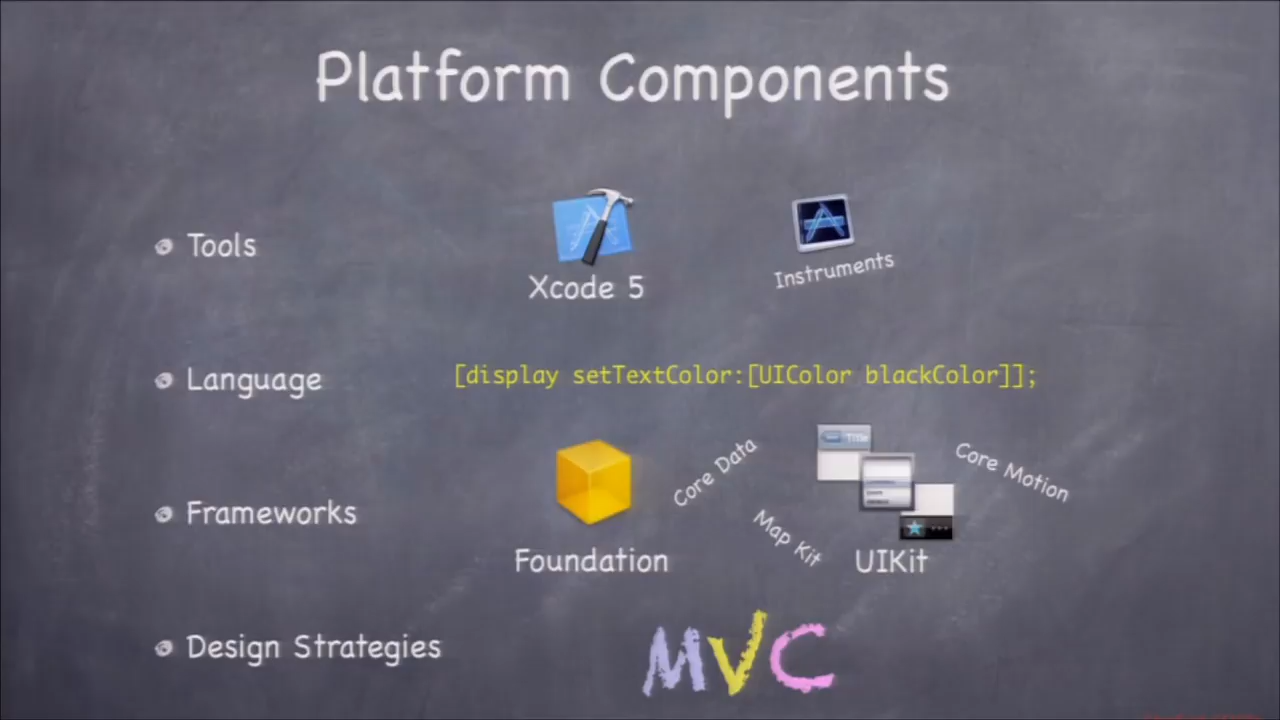 Platform Components
Tools
Xcode 5
Instruments
Language
[display setTextColor:[UIColor blackColor]];
Frameworks
Foundation
Core Data
Map Kit
Title
UIKit
Core Motion
Design Strategies
MVC